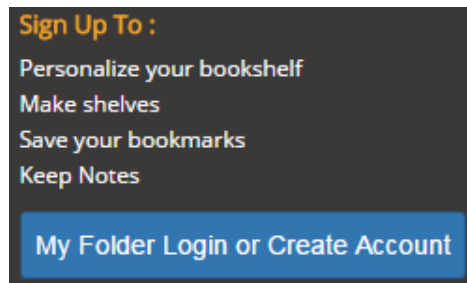 Sign Up To :
Personalize your bookshelf
Make shelves
Save your bookmarks
Keep Notes
My Folder Login or Create Account